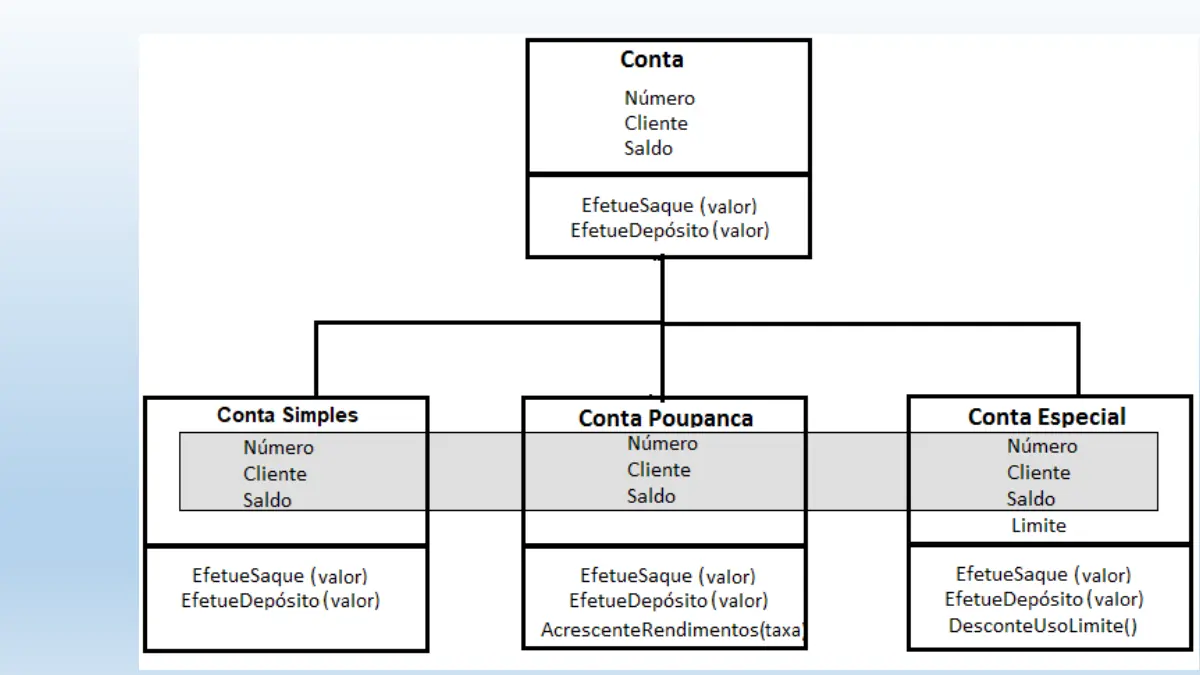 Conta
Número
Cliente
Saldo
EfetueSaque (valor)
EfetueDepósito (valor)
Conta Simples
Número
Cliente
Saldo
EfetueSaque (valor)
EfetueDepósito (valor)
Conta Poupanca
Número
Cliente
Saldo
EfetueSaque (valor)
EfetueDepósito (valor)
AcrescenteRendimentos(taxa)
Conta Especial
Número
Cliente
Saldo
Limite
EfetueSaque (valor)
EfetueDepósito (valor)
DesconteUsoLimite()